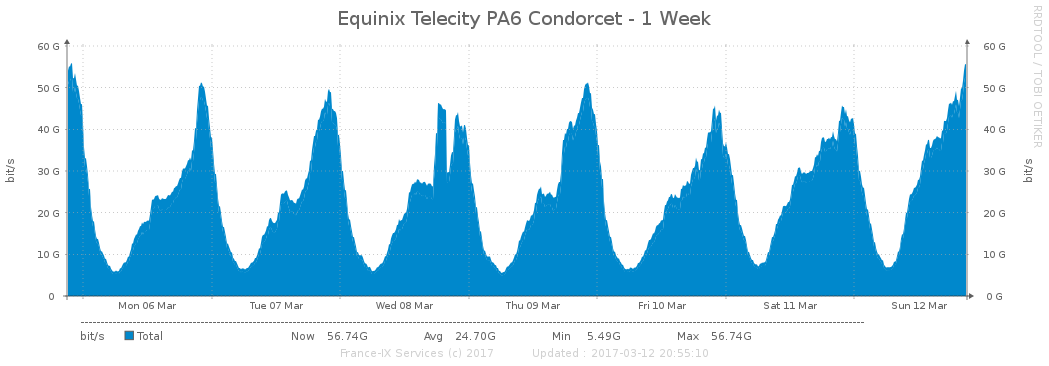 Equinix Telecity PA6 Condorcet - 1 Week
RRDTOOL / TOBI OETIKER
60 G 60 G
50 G 50 G
40 G 40 G
30 G 30 G
20 G 20 G
10 G 10 G
0 0 G
bit/s
bit/s
Mon 06 Mar Tue 07 Mar Wed 08 Mar Thu 09 Mar Fri 10 Mar Sat 11 Mar Sun 12 Mar
bit/s Total Now 56.74G Avg 24.70G Min 5.49G Max 56.74G
France-IX Services (c) 2017 Updated : 2017-03-12 20:55:10